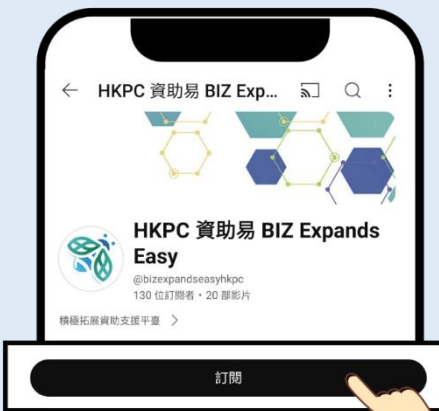 HKPC 資助易 BIZ Exp...
HKPC 資助易 BIZ Expands
Easy
@bizexpandseasyhkpc
130 位訂閱者・20 部影片
積極拓展資助支援平臺
訂閱